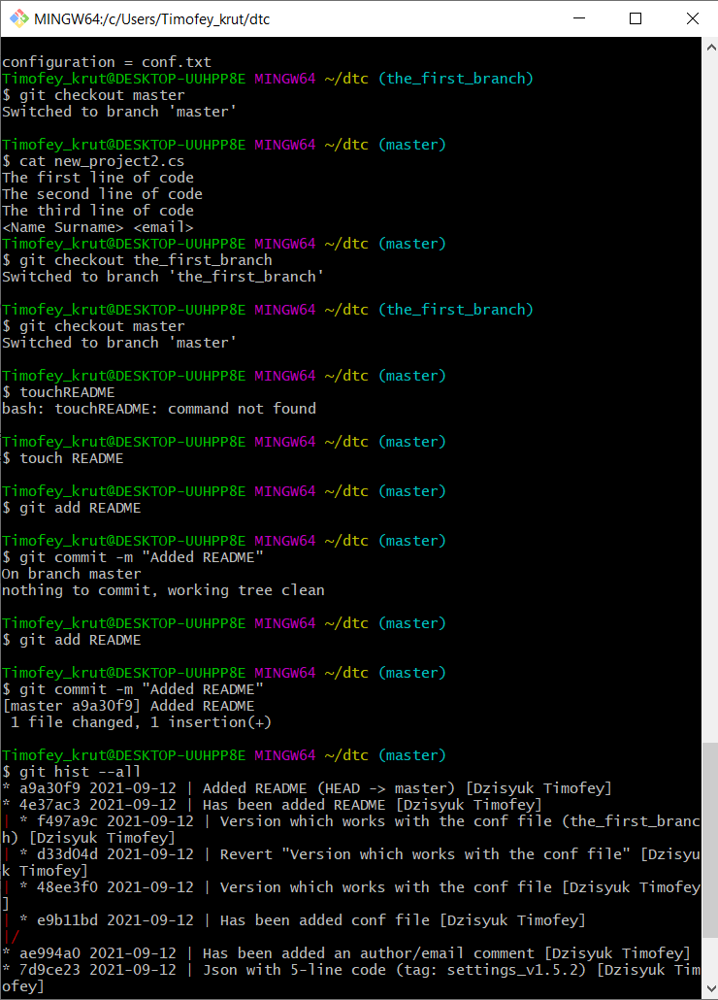 MINGW64:/c/Users/Timofey_krut/dtc
configuration = conf.txt
Timofey_krut@DESKTOP-UUHPP8E MINGW64 ~/dtc (the_first_branch)
$ git checkout master
Switched to branch 'master'
Timofey_krut@DESKTOP-UUHPP8E MINGW64 ~/dtc (master)
$ cat new_project2.cs
The first line of code
The second line of code
The third line of code
<Name Surname> <email>
Timofey_krut@DESKTOP-UUHPP8E MINGW64 ~/dtc (master)
$ git checkout the_first_branch
Switched to branch 'the_first_branch'
Timofey_krut@DESKTOP-UUHPP8E MINGW64 ~/dtc (the_first_branch)
$ git checkout master
Switched to branch 'master'
Timofey_krut@DESKTOP-UUHPP8E MINGW64 ~/dtc (master)
$ touchREADME
bash: touchREADME: command not found
Timofey_krut@DESKTOP-UUHPP8E MINGW64 ~/dtc (master)
$ touch README
Timofey_krut@DESKTOP-UUHPP8E MINGW64 ~/dtc (master)
$ git add README
Timofey_krut@DESKTOP-UUHPP8E MINGW64 ~/dtc (master)
$ git commit -m "Added README"
On branch master
nothing to commit, working tree clean
Timofey_krut@DESKTOP-UUHPP8E MINGW64 ~/dtc (master)
$ git add README
Timofey_krut@DESKTOP-UUHPP8E MINGW64 ~/dtc (master)
$ git commit -m "Added README"
[master a9a30f9] Added README
 1 file changed, 1 insertion(+)
Timofey_krut@DESKTOP-UUHPP8E MINGW64 ~/dtc (master)
$ git hist --all
* a9a30f9 2021-09-12 | Added README (HEAD -> master) [Dzisyuk Timofey]
* 4e37ac3 2021-09-12 | Has been added README [Dzisyuk Timofey]
| * f497a9c 2021-09-12 | Version which works with the conf file (the_first_branc
h) [Dzisyuk Timofey]
| * d33d04d 2021-09-12 | Revert "Version which works with the conf file" [Dzisyu
k Timofey]
| * 48ee3f0 2021-09-12 | Version which works with the conf file [Dzisyuk Timofey
]
| * e9b11bd 2021-09-12 | Has been added conf file [Dzisyuk Timofey]
|/
* ae994a0 2021-09-12 | Has been added an author/email comment [Dzisyuk Timofey]
* 7d9ce23 2021-09-12 | Json with 5-line code (tag: settings_v1.5.2) [Dzisyuk Tim
ofey]